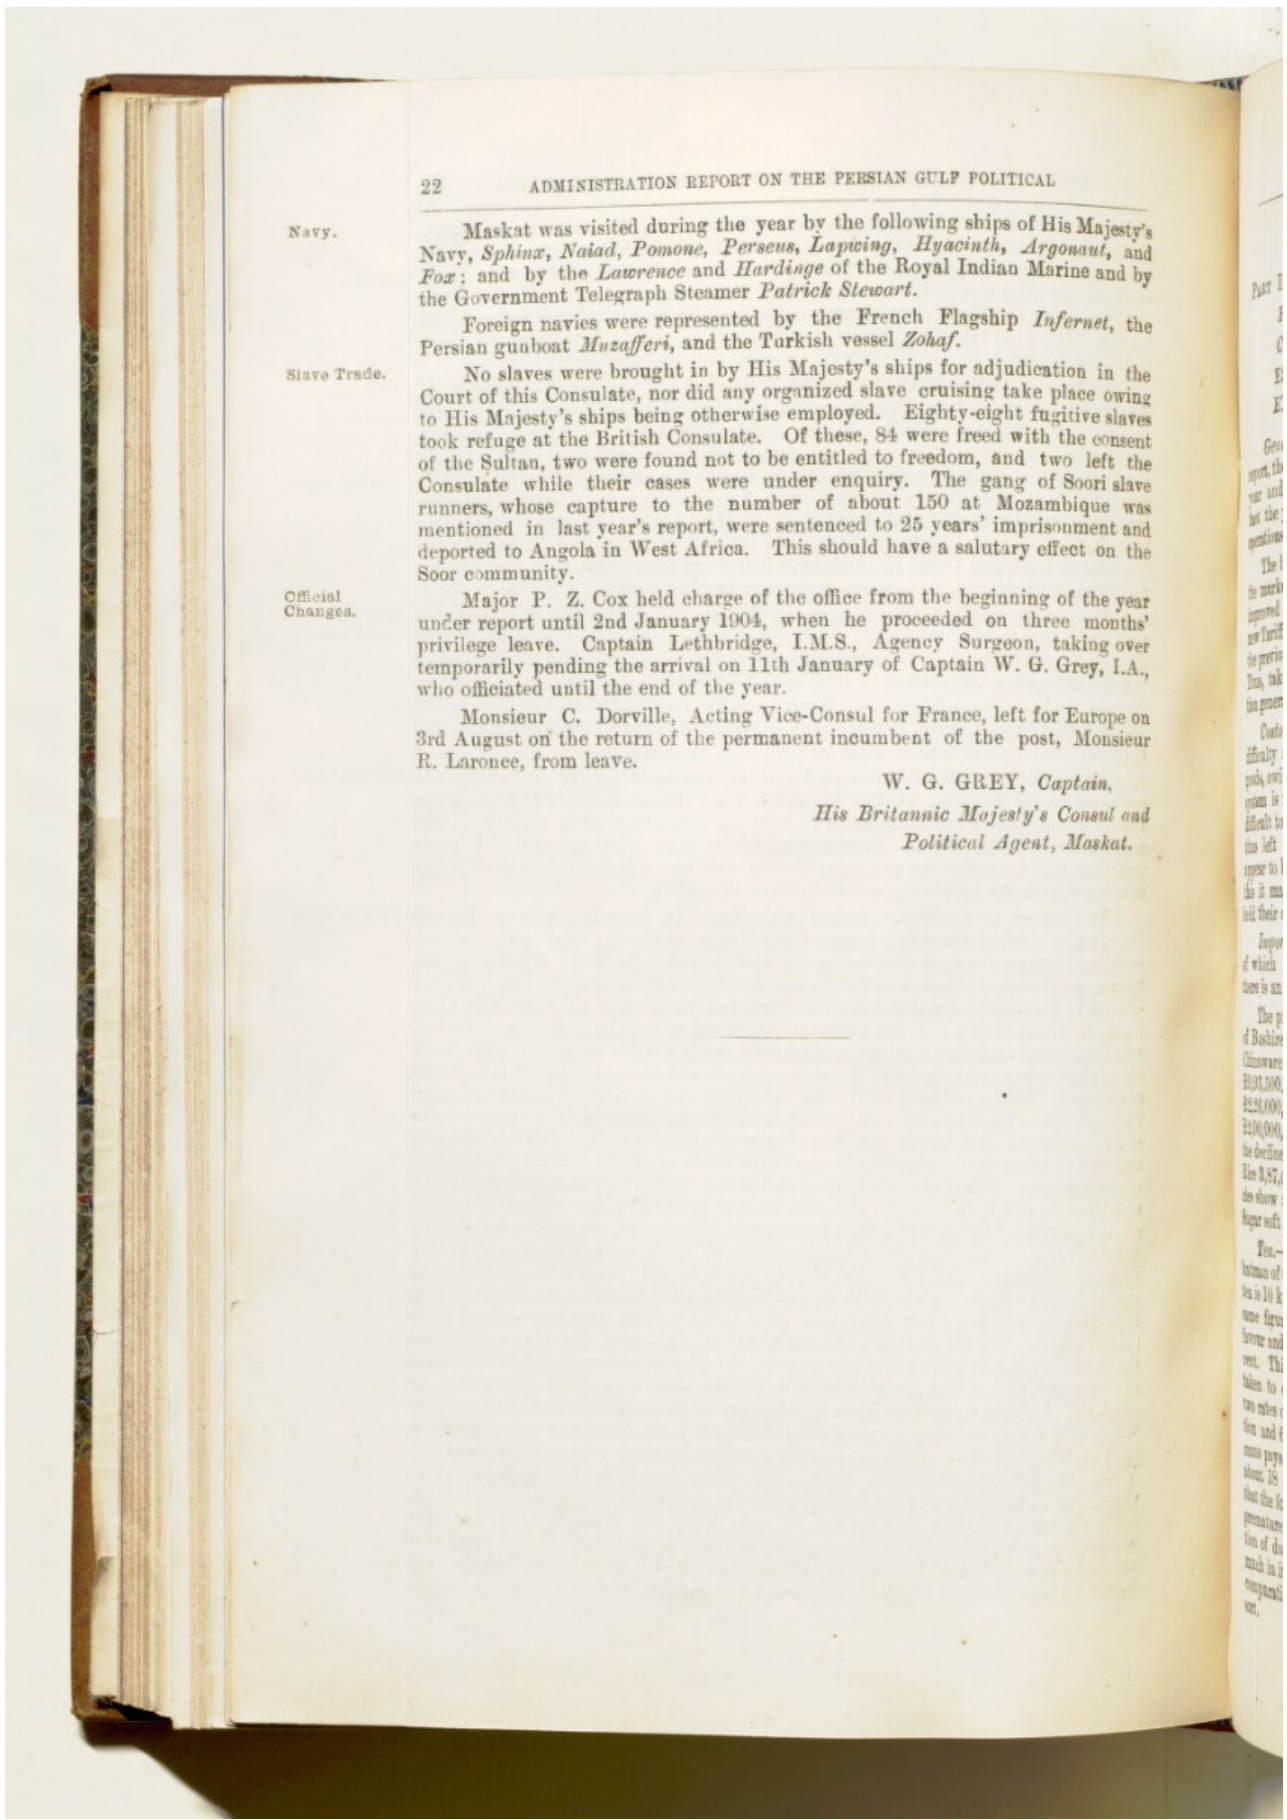 22 ADMINISTRATION REPORT ON THE PERSIAN GULF POLITICAL
Navy.
Maskat was visited during the year by the following ships of His Majesty's
Navy, Sphinx, Naiad, Pomone, Perseus, Lapwing, Hyacinth, Argonaut, and
Fox; and by the Lawrence and Hardinge of the Royal Indian Marine and by
the Government Telegraph Steamer Patrick Stewart.
Foreign navies were represented by the French Flagship Infernet, the
Persian gunboat Muzafferi, and the Turkish vessel Zohaf.
Slave Trade.
No slaves were brought in by His Majesty's ships for adjudication in the
Court of this Consulate, nor did any organized slave cruising take place owing
to His Majesty's ships being otherwise employed. Eighty-eight fugitive slaves
took refuge at the British Consulate. Of these, 84 were freed with the consent
of the Sultan, two were found not to be entitled to freedom, and two left the
Consulate while their cases were under enquiry. The gang of Soori slave
runners, whose capture to the number of about 150 at Mozambique was
mentioned in last year's report, were sentenced to 25 years' imprisonment and
deported to Angola in West Africa. This should have a salutary effect on the
Soor community.
Official
Changes.
Major P. Z. Cox held charge of the office from the beginning of the year
under report until 2nd January 1904, when he proceeded on three months'
privilege leave. Captain Lethbridge, I.M.S., Agency Surgeon, taking over
temporarily pending the arrival on 11th January of Captain W. G. Grey, I.A.,
who officiated until the end of the year.
Monsieur C. Dorville, Acting Vice-Consul for France, left for Europe on
3rd August on the return of the permanent incumbent of the post, Monsieur
R. Laronce, from leave.
W. G. GREY, Captain,
His Britannic Majesty's Consul and
Political Agent, Maskat.